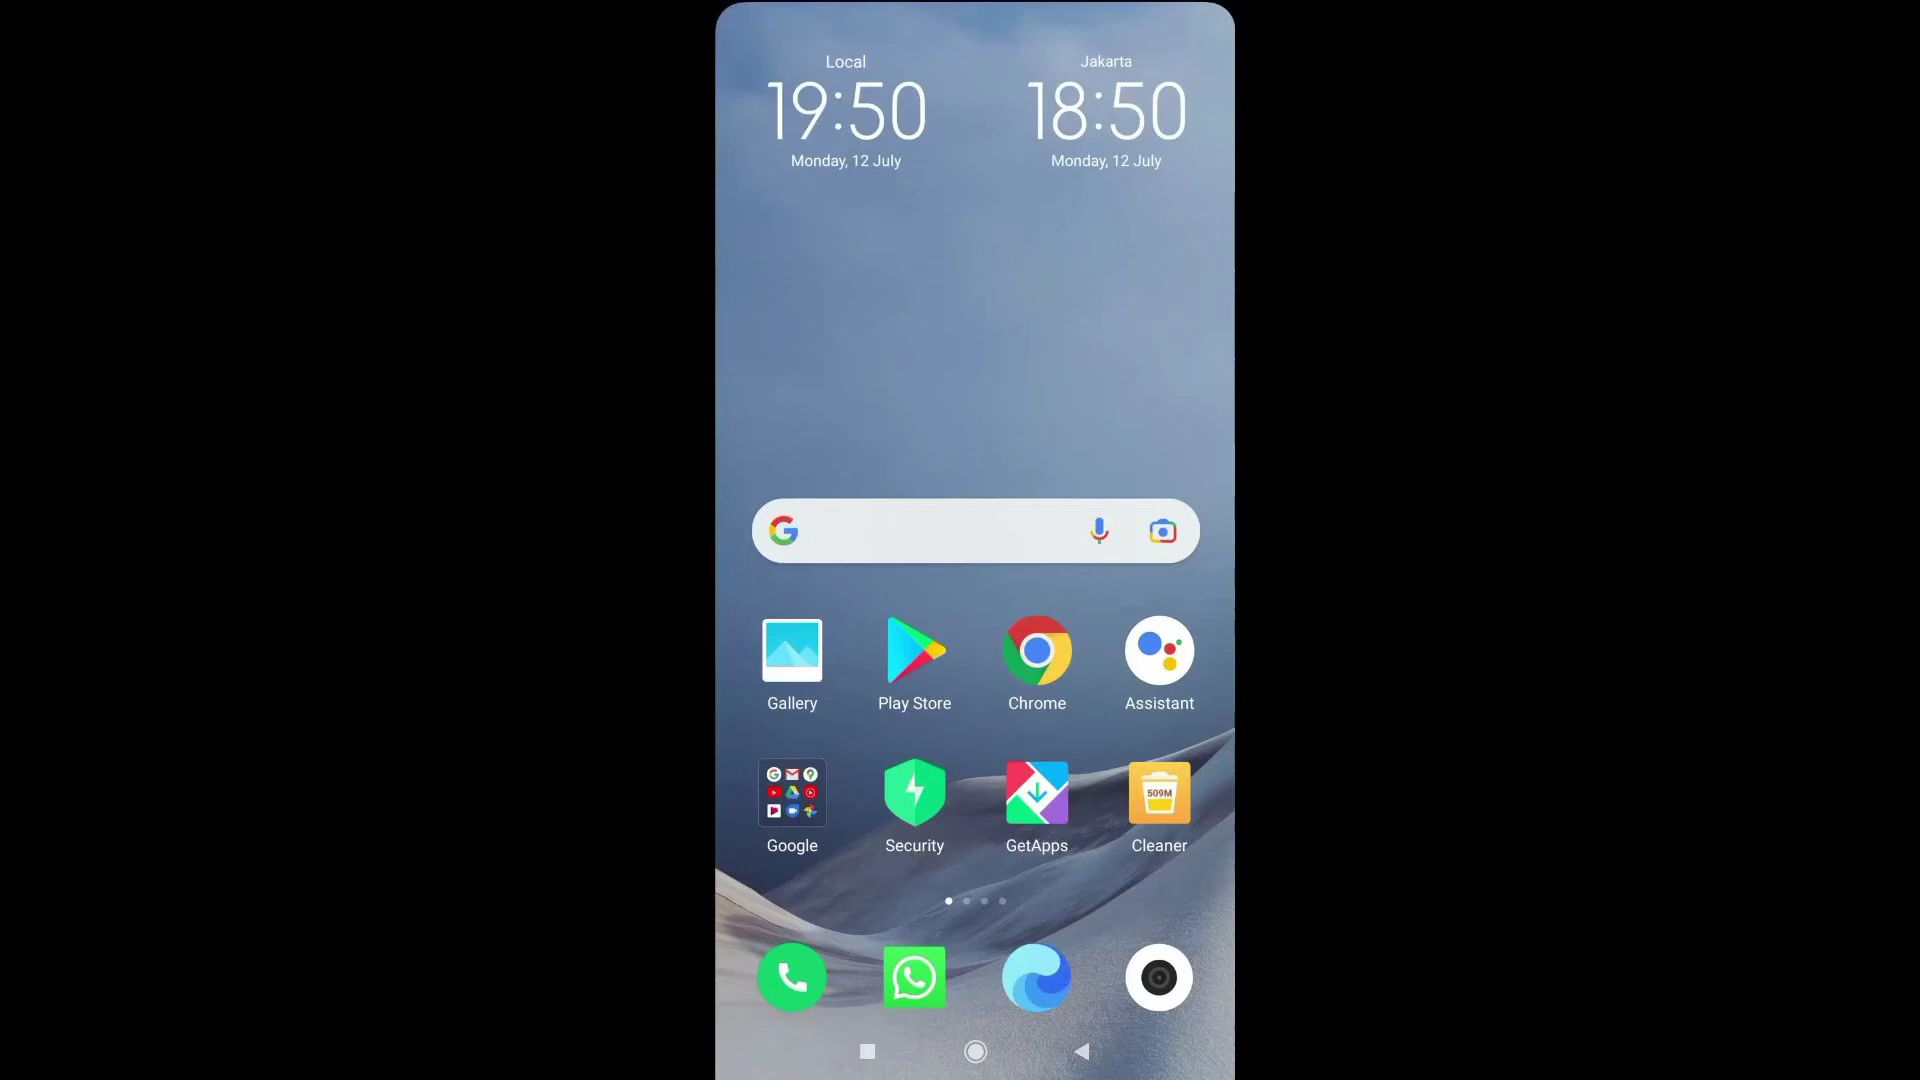 Local
19:50
Monday, 12 July
Jakarta
18:50
Monday, 12 July
Gallery
Play Store
Chrome
Assistant
509M
Google
Security
GetApps
Cleaner